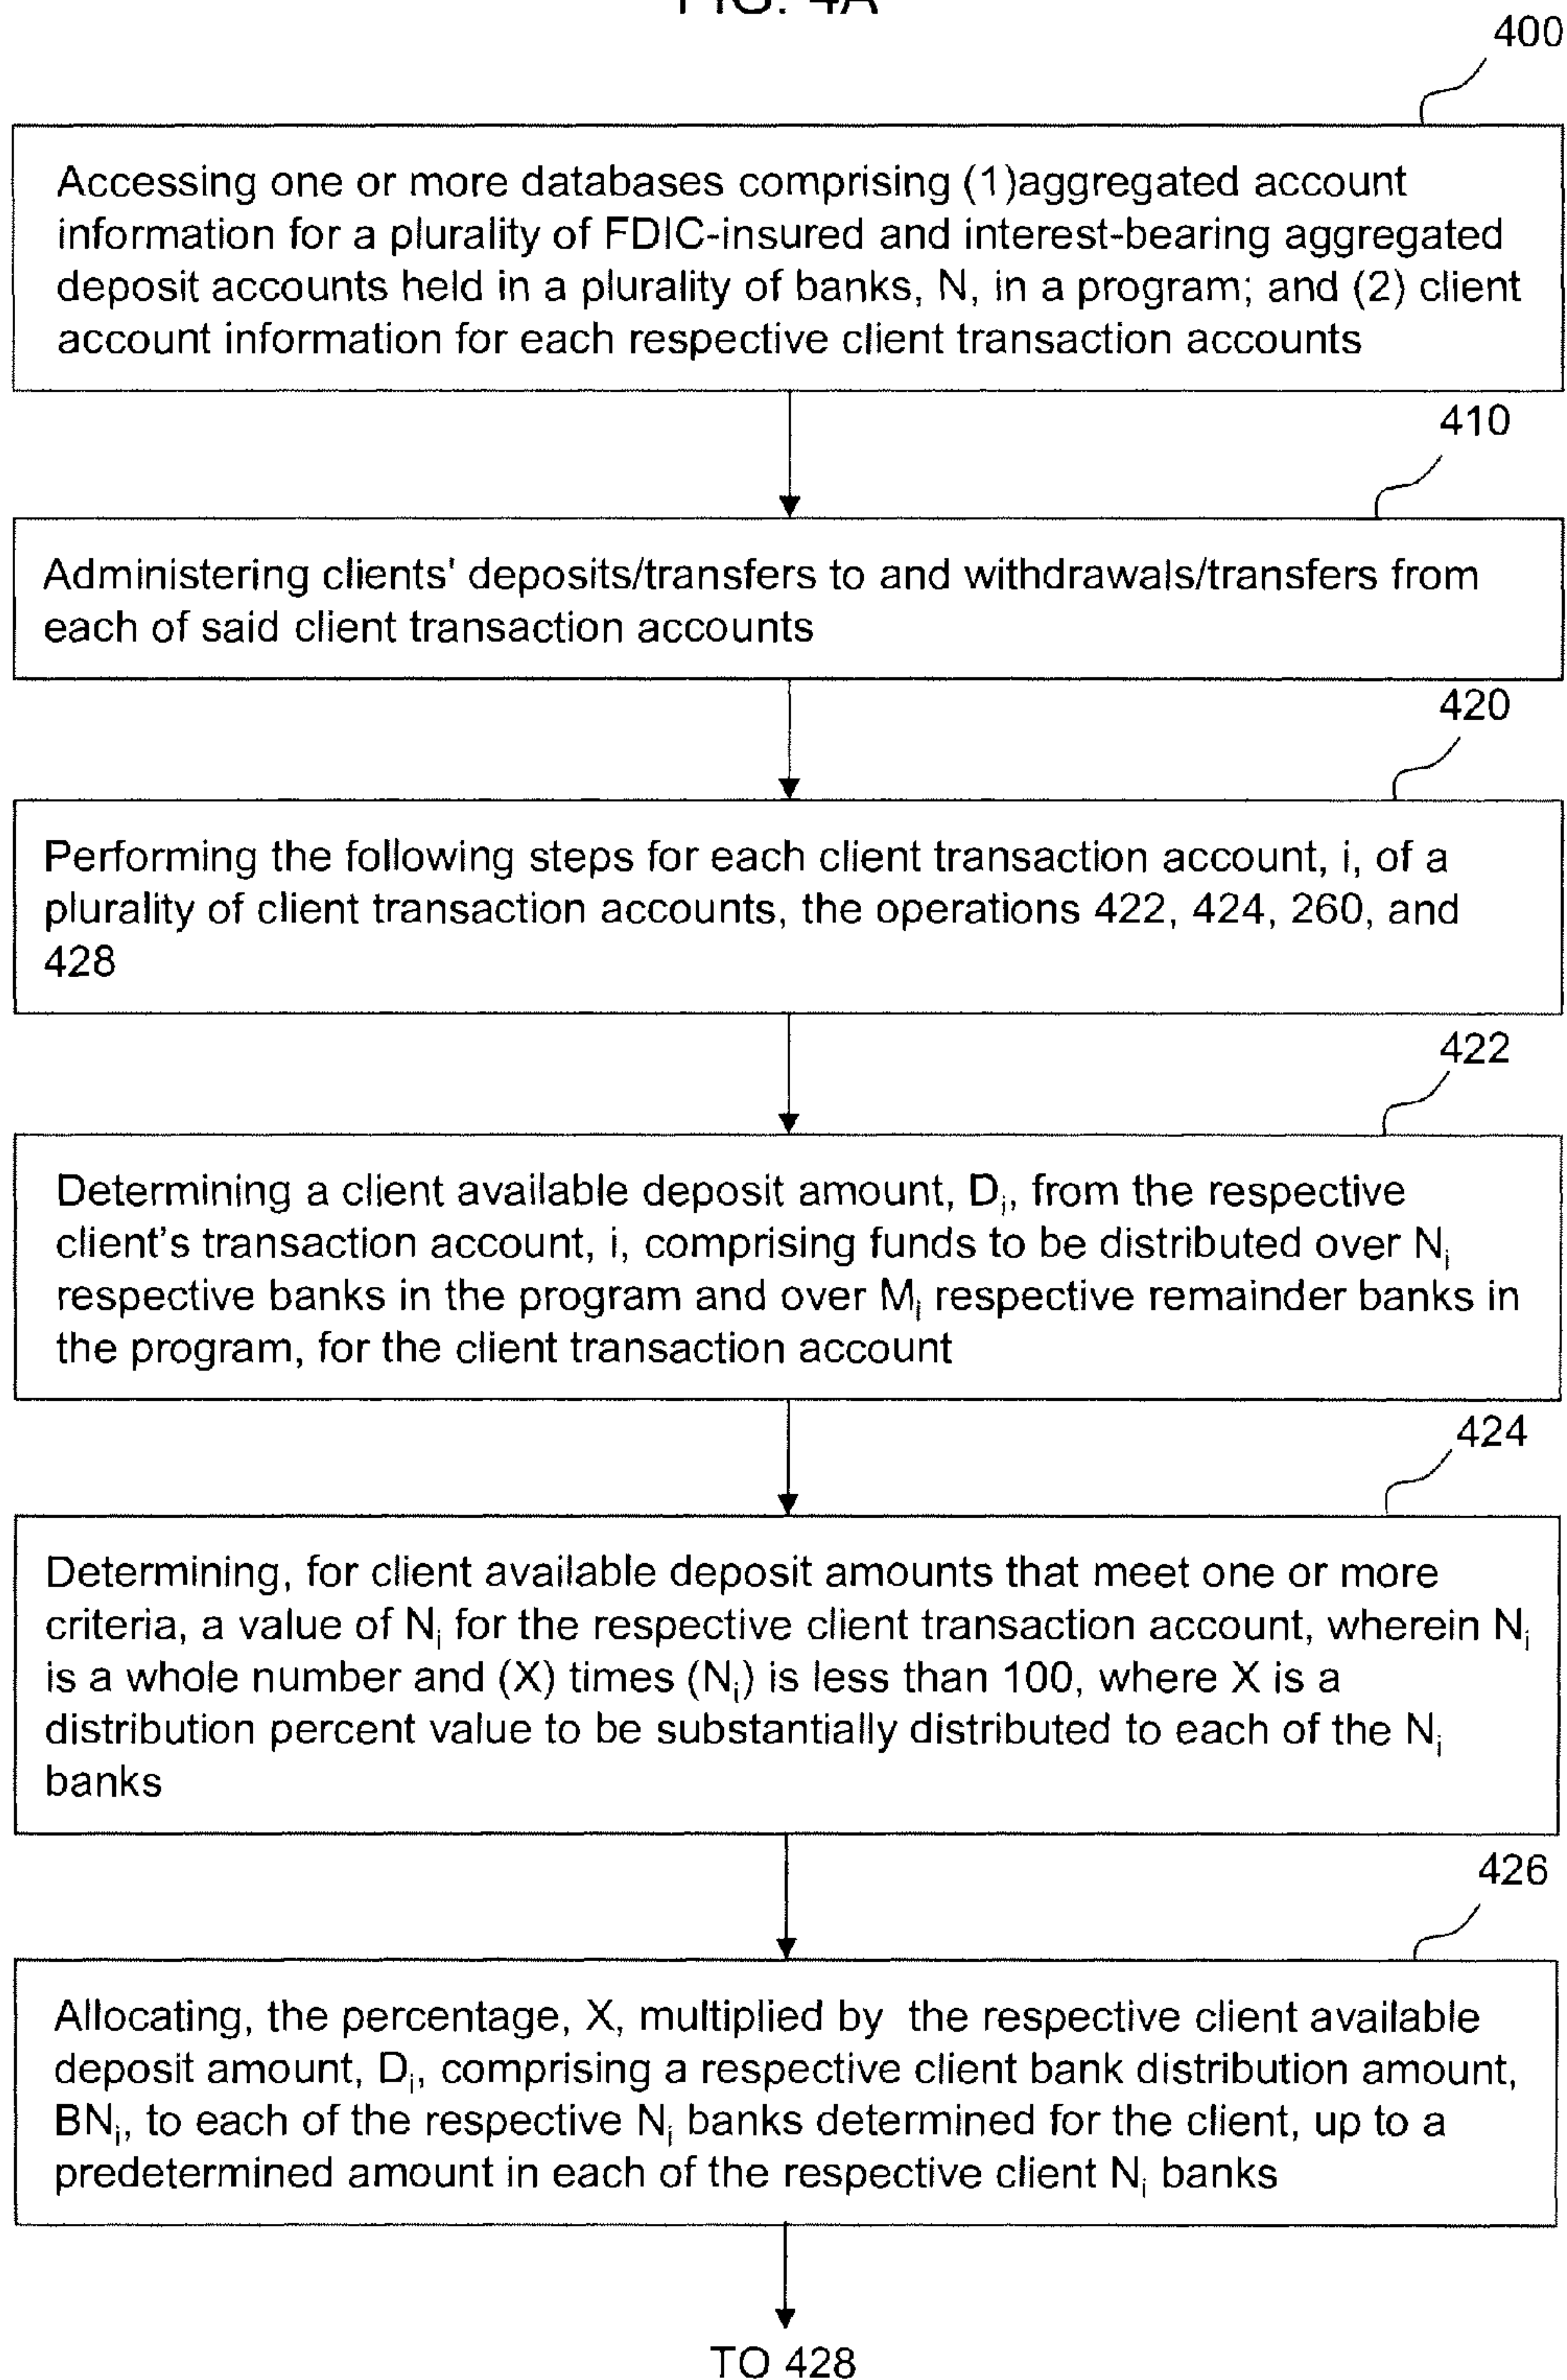 FIG. 4A
400
Accessing one or more databases comprising (1)aggregated account
information for a plurality of FDIC-insured and interest-bearing aggregated
deposit accounts held in a plurality of banks, N, in a program; and (2) client
account information for each respective client transaction accounts
410
Administering clients' deposits/transfers to and withdrawals/transfers from
each of said client transaction accounts
420
Performing the following steps for each client transaction account, i, of a
plurality of client transaction accounts, the operations 422, 424, 260, and
428
422
Determining a client available deposit amount, Di, from the respective
client's transaction account, i, comprising funds to be distributed over Ni
respective banks in the program and over Mi respective remainder banks in
the program, for the client transaction account
424
Determining, for client available deposit amounts that meet one or more
criteria, a value of Ni for the respective client transaction account, wherein Ni
is a whole number and (X) times (Ni) is less than 100, where X is a
distribution percent value to be substantially distributed to each of the Ni
banks
426
Allocating, the percentage, X, multiplied by the respective client available
deposit amount, Di, comprising a respective client bank distribution amount,
BNi, to each of the respective Ni banks determined for the client, up to a
predetermined amount in each of the respective client Ni banks
TO 428